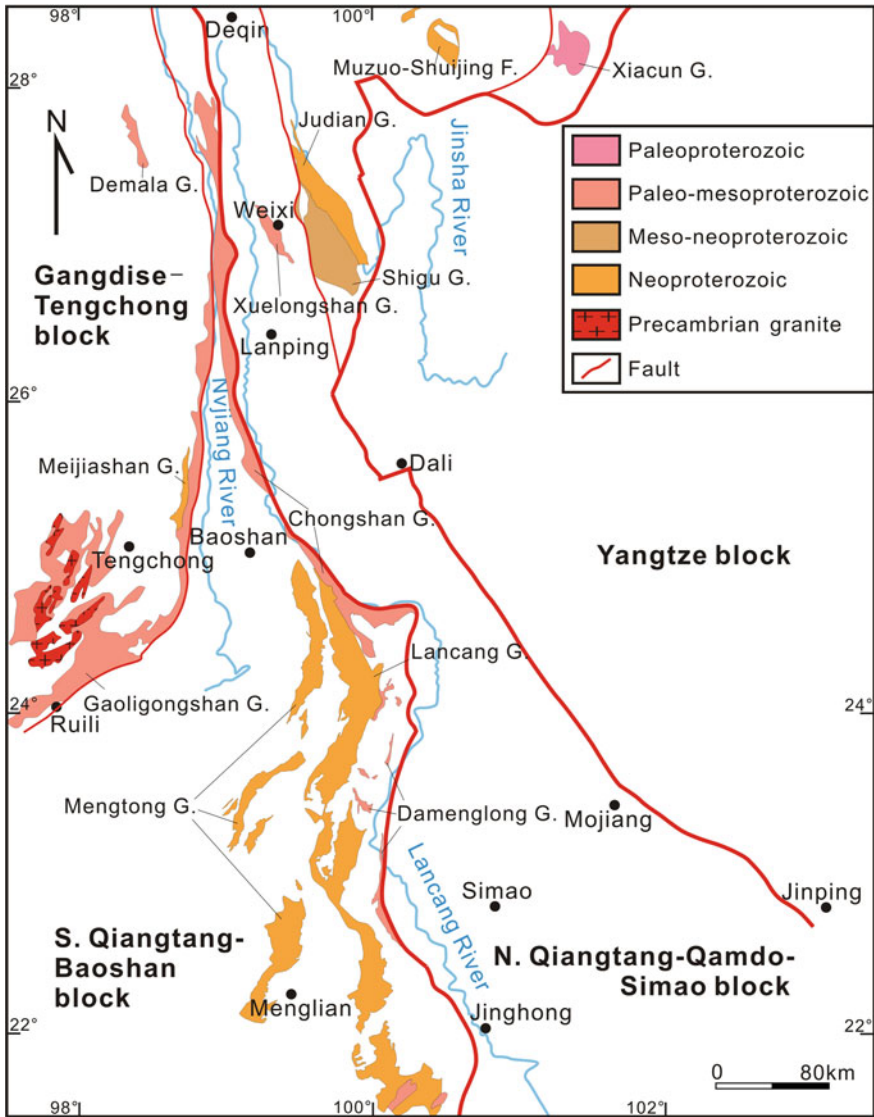 98°
100°
Deqin
Muzuo-Shuijing F.
Xiacun G.
28°
Judian G.
N
Jinsha River
Demala G.
Weixi
Paleoproterozoic
Paleo-mesoproterozoic
Meso-neoproterozoic
Neoproterozoic
Precambrian granite
Fault
Gangdise-
Tengchong
block
Shigu G.
Xuelongshan G.
Lanping
26°
Nvjiang River
Meijiashan G.
Dali
Chongshan G.
Baoshan
Tengchong
Yangtze block
Lancang G.
Gaoligongshan G.
24°
24°
Ruili
Mengtong G.
Damenglong G.
Mojiang
Lancang River
Simao
Jinping
S. Qiangtang-
Baoshan
block
N. Qiangtang-Qamdo-
Simao block
Menglian
Jinghong
22°
22°
0 80km
98°
100°
102°